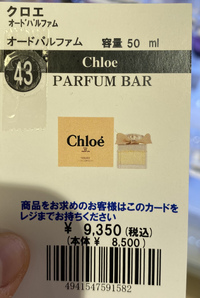 クロエ
オードパルファム
オードパルファム 容量 50 ml
43
Chloe
PARFUM BAR
Chloé
商品をお求めのお客様はこのカードを
レジまでお持ちください
¥ 9,350 (税込)
(本体 ¥ 8,500)
4941547591582